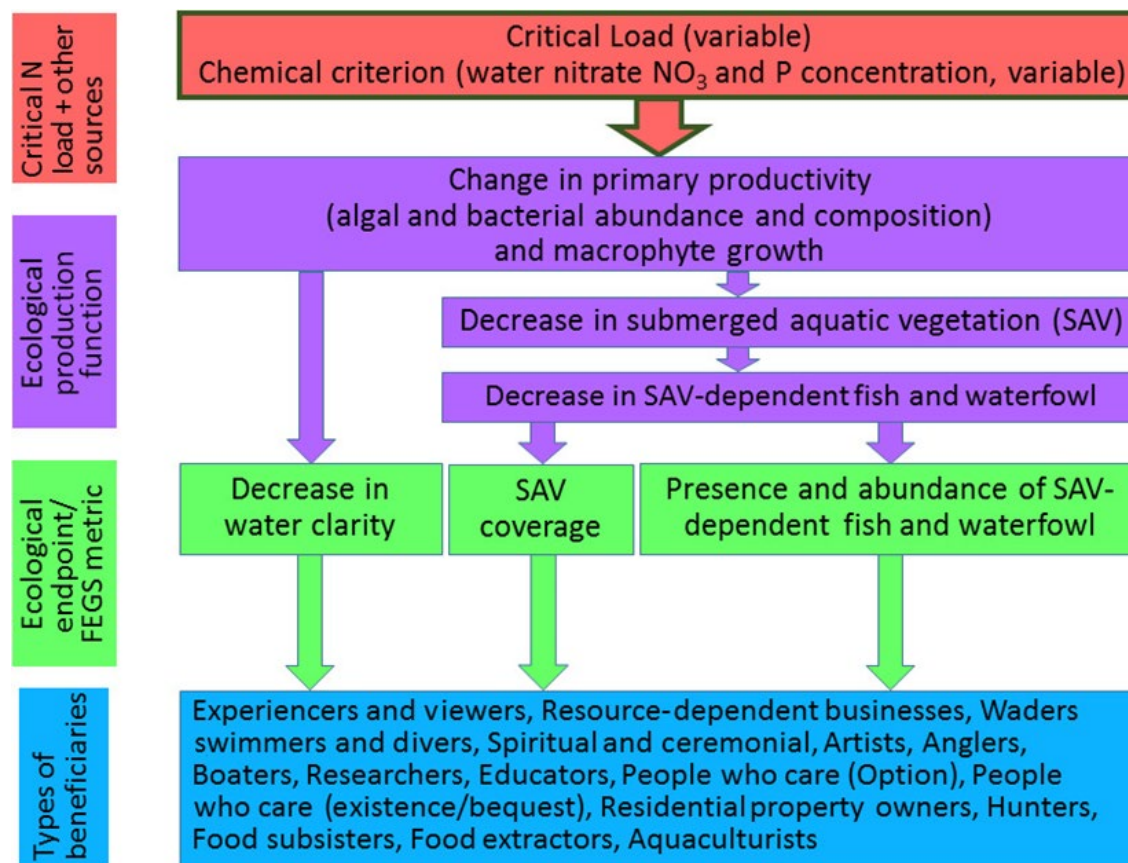 Critical N
load + other
sources
Critical Load (variable)
Chemical criterion (water nitrate NO₃ and P concentration, variable)
Ecological
production
function
Change in primary productivity
(algal and bacterial abundance and composition)
and macrophyte growth
Decrease in submerged aquatic vegetation (SAV)
Decrease in SAV-dependent fish and waterfowl
Ecological
endpoint/
FEGS metric
Decrease in
water clarity
SAV
coverage
Presence and abundance of SAV-
dependent fish and waterfowl
Types of
beneficiaries
Experiencers and viewers, Resource-dependent businesses, Waders
swimmers and divers, Spiritual and ceremonial, Artists, Anglers,
Boaters, Researchers, Educators, People who care (Option), People
who care (existence/bequest), Residential property owners, Hunters,
Food subsisters, Food extractors, Aquaculturists